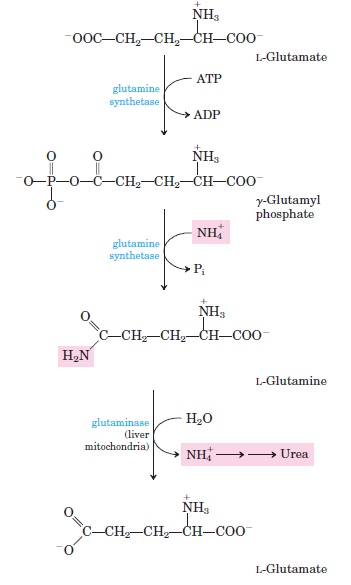 +
NH₃
⁻OOC—CH₂—CH₂—CH—COO⁻
L-Glutamate
ATP
glutamine
synthetase
ADP
O O +
NH₃
⁻O—P—O—C—CH₂—CH₂—CH—COO⁻
O⁻
γ-Glutamyl
phosphate
NH₄⁺
glutamine
synthetase
Pᵢ
+
O NH₃
C—CH₂—CH₂—CH—COO⁻
H₂N
L-Glutamine
H₂O
glutaminase
(liver
mitochondria)
NH₄⁺ ⟶⟶ Urea
+
O NH₃
C—CH₂—CH₂—CH—COO⁻
⁻O
L-Glutamate